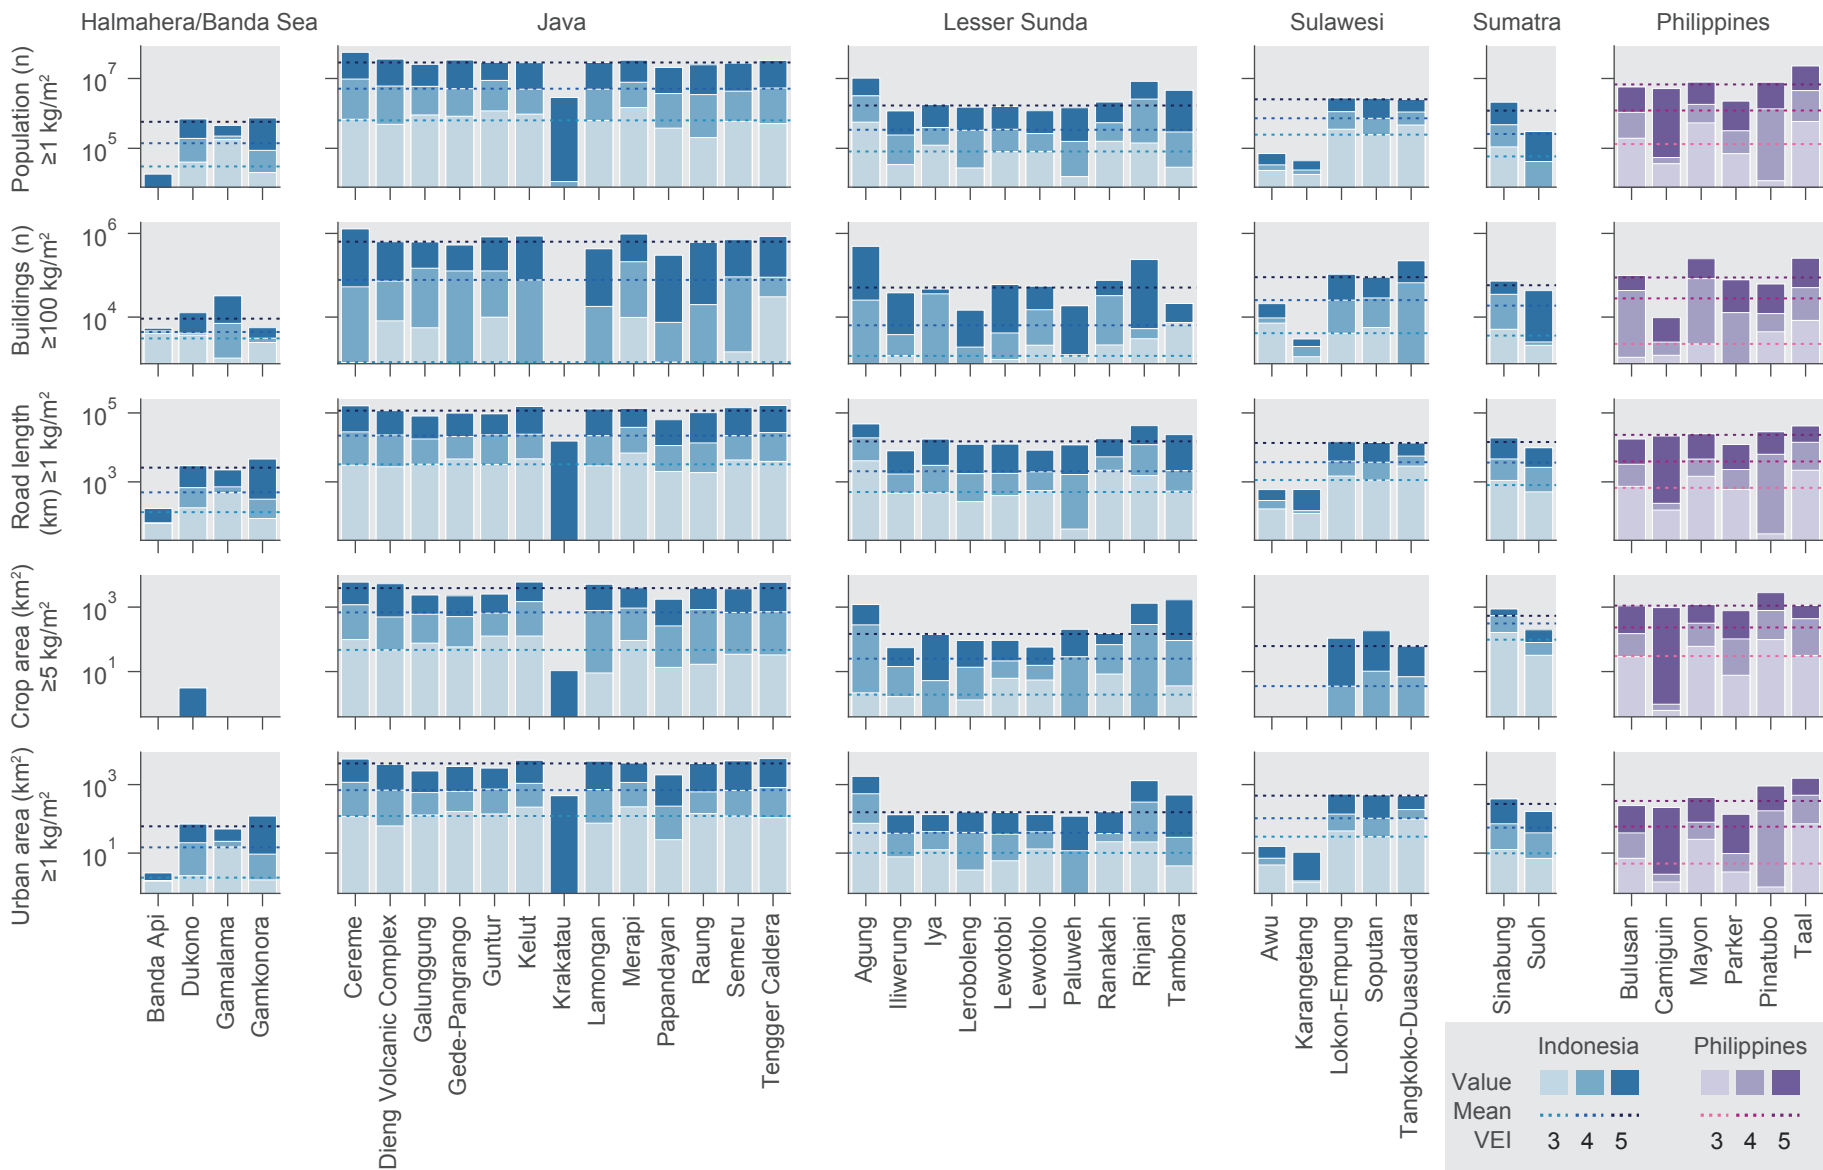 Halmahera/Banda Sea
Java
Lesser Sunda
Sulawesi
Sumatra
Philippines
Population (n)
≥1 kg/m²
10⁷
10⁵
Buildings (n)
≥100 kg/m²
10⁶
10⁴
Road length
(km) ≥1 kg/m²
10⁵
10³
Crop area (km²)
≥5 kg/m²
10³
10¹
Urban area (km²)
≥1 kg/m²
10³
10¹
Banda Api
Dukono
Gamalama
Gamkonora
Cereme
Dieng Volcanic Complex
Galunggung
Gede-Pangrango
Guntur
Kelut
Krakatau
Lamongan
Merapi
Papandayan
Raung
Semeru
Tengger Caldera
Agung
Iliwerung
Iya
Leroboleng
Lewotobi
Lewotolo
Paluweh
Ranakah
Rinjani
Tambora
Awu
Karangetang
Lokon-Empung
Soputan
Tangkoko-Duasudara
Sinabung
Suoh
Bulusan
Camiguin
Mayon
Parker
Pinatubo
Taal
Indonesia Philippines
Value
Mean
VEI 3 4 5 3 4 5